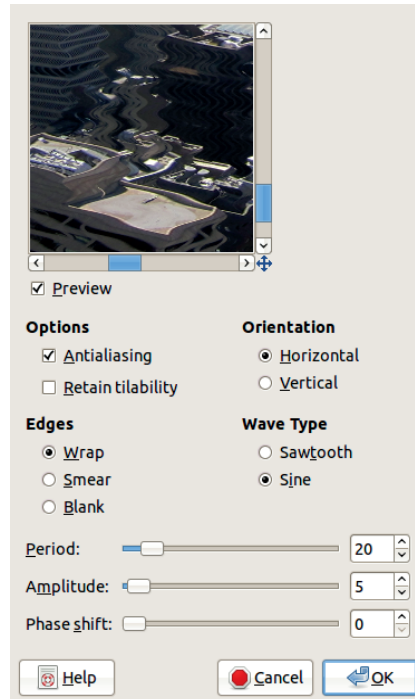 Preview
Options
Orientation
Antialiasing
Horizontal
Retain tilability
Vertical
Edges
Wave Type
Wrap
Sawtooth
Smear
Sine
Blank
Period: 20
Amplitude: 5
Phase shift: 0
Help Cancel OK